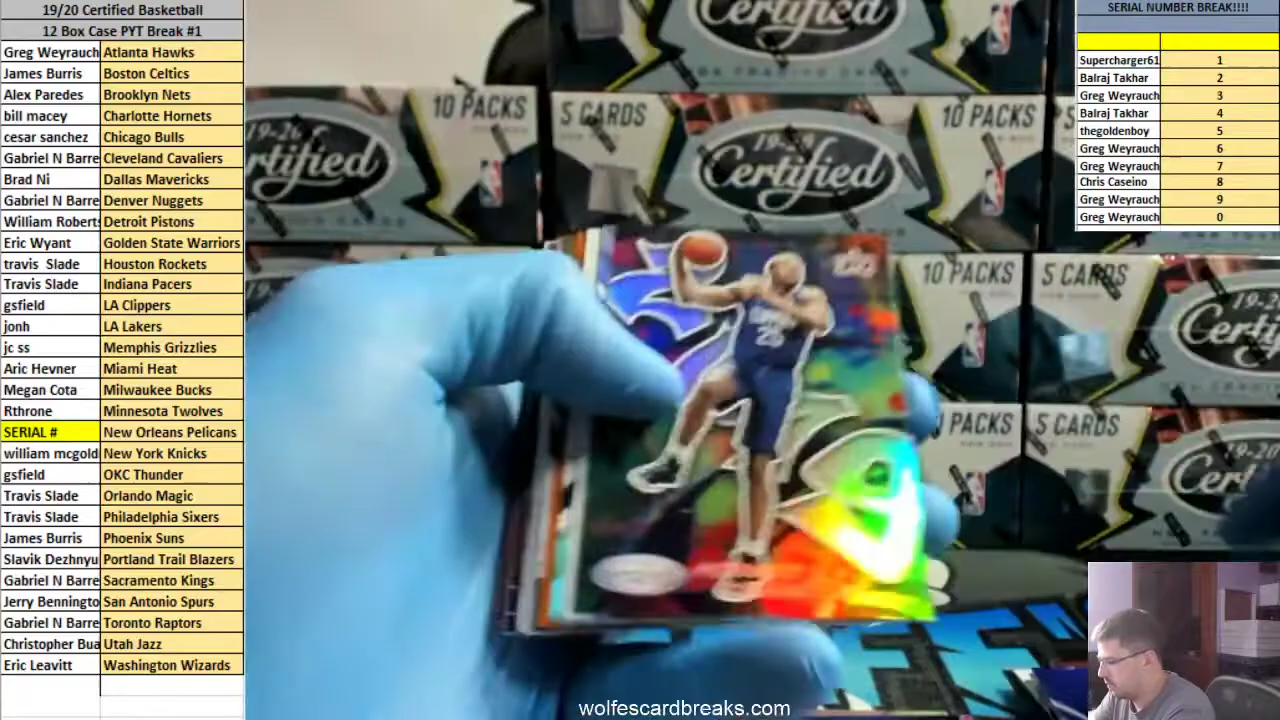 19/20 Certified Basketball
12 Box Case PYT Break #1
Greg Weyrauch Atlanta Hawks
James Burris Boston Celtics
Alex Paredes Brooklyn Nets
bill macey Charlotte Hornets
cesar sanchez Chicago Bulls
Gabriel N Barre Cleveland Cavaliers
Brad Ni Dallas Mavericks
Gabriel N Barre Denver Nuggets
William Roberts Detroit Pistons
Eric Wyant Golden State Warriors
travis Slade Houston Rockets
Travis Slade Indiana Pacers
gsfield LA Clippers
jonh LA Lakers
jc ss Memphis Grizzlies
Aric Hevner Miami Heat
Megan Cota Milwaukee Bucks
Rthrone Minnesota Twolves
SERIAL # New Orleans Pelicans
william mcgold New York Knicks
gsfield OKC Thunder
Travis Slade Orlando Magic
Travis Slade Philadelphia Sixers
James Burris Phoenix Suns
Slavik Dezhnyu Portland Trail Blazers
Gabriel N Barre Sacramento Kings
Jerry Benningto San Antonio Spurs
Gabriel N Barre Toronto Raptors
Christopher Bua Utah Jazz
Eric Leavitt Washington Wizards
SERIAL NUMBER BREAK!!!!
Supercharger61 1
Balraj Takhar 2
Greg Weyrauch 3
Balraj Takhar 4
thegoldenboy 5
Greg Weyrauch 6
Greg Weyrauch 7
Chris Caseino 8
Greg Weyrauch 9
Greg Weyrauch 0
Certified
10 PACKS
5 CARDS
10 PACKS
19-20
Certified
Certified
10 PACKS
5 CARDS
19-20
PACKS
5 CARDS
19-20
Certified
wolfescardbreaks.com